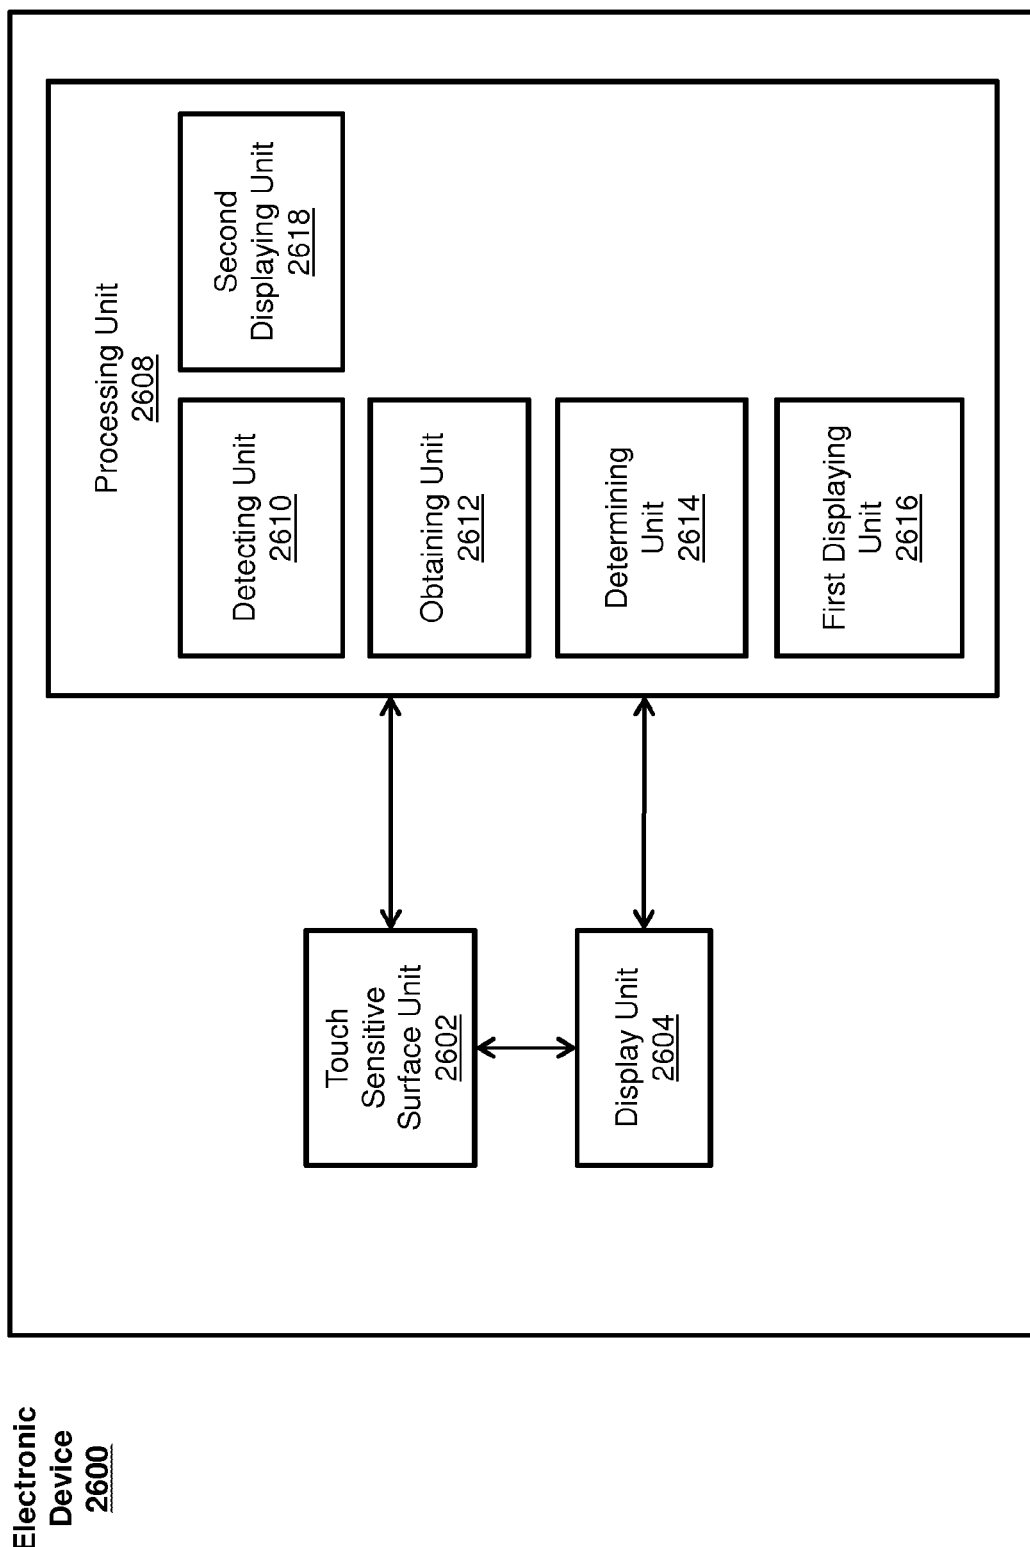 Electronic
Device
2600
Touch
Sensitive
Surface Unit
2602
Display Unit
2604
Processing Unit
2608
Detecting Unit
2610
Second
Displaying Unit
2618
Obtaining Unit
2612
Determining
Unit
2614
First Displaying
Unit
2616